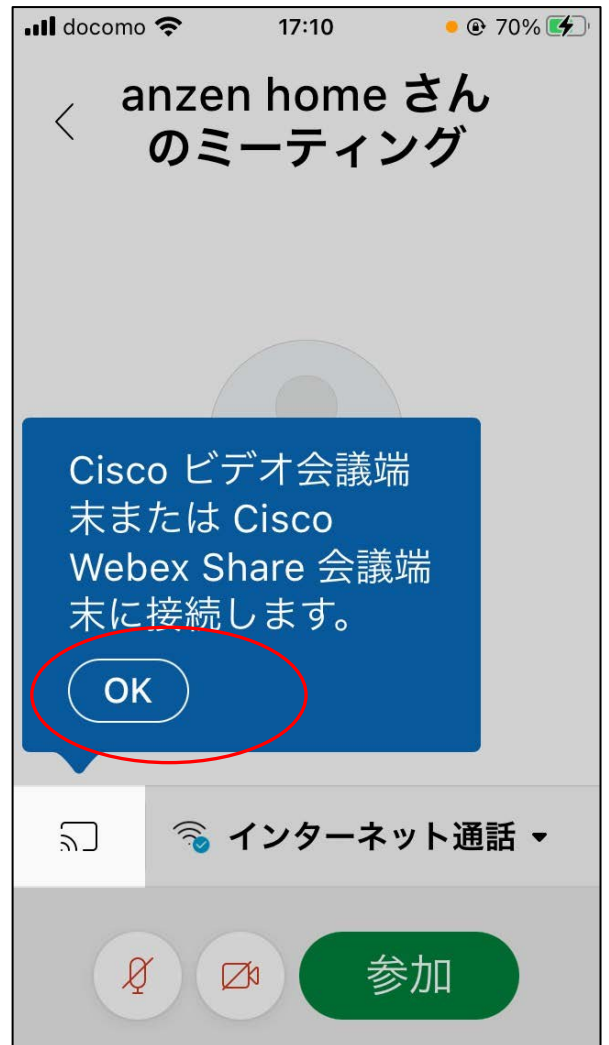 docomo 17:10 70%
anzen home さん
のミーティング
Cisco ビデオ会議端
末または Cisco
Webex Share 会議端
末に接続します。
OK
インターネット通話
参加